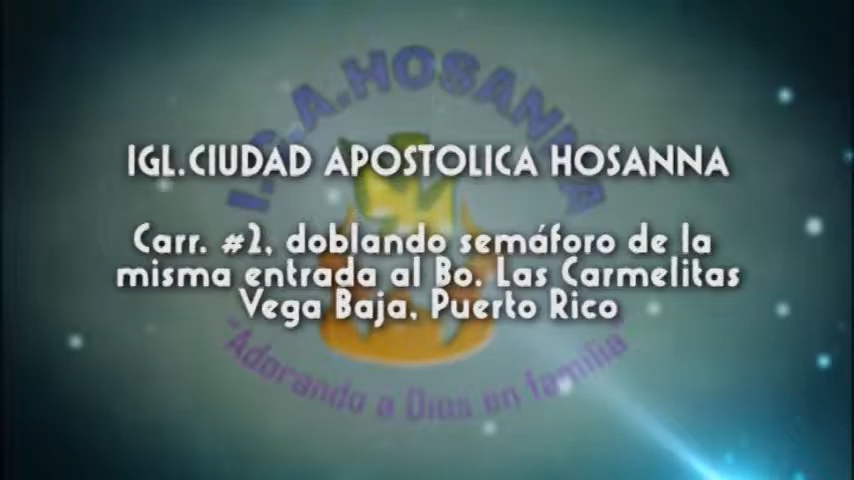 I.C.A.HOSANNA
IGL.CIUDAD APOSTOLICA HOSANNA
Carr. #2, doblando semáforo de la
misma entrada al Bo. Las Carmelitas
Vega Baja, Puerto Rico
"Adorando a Dios en familia"